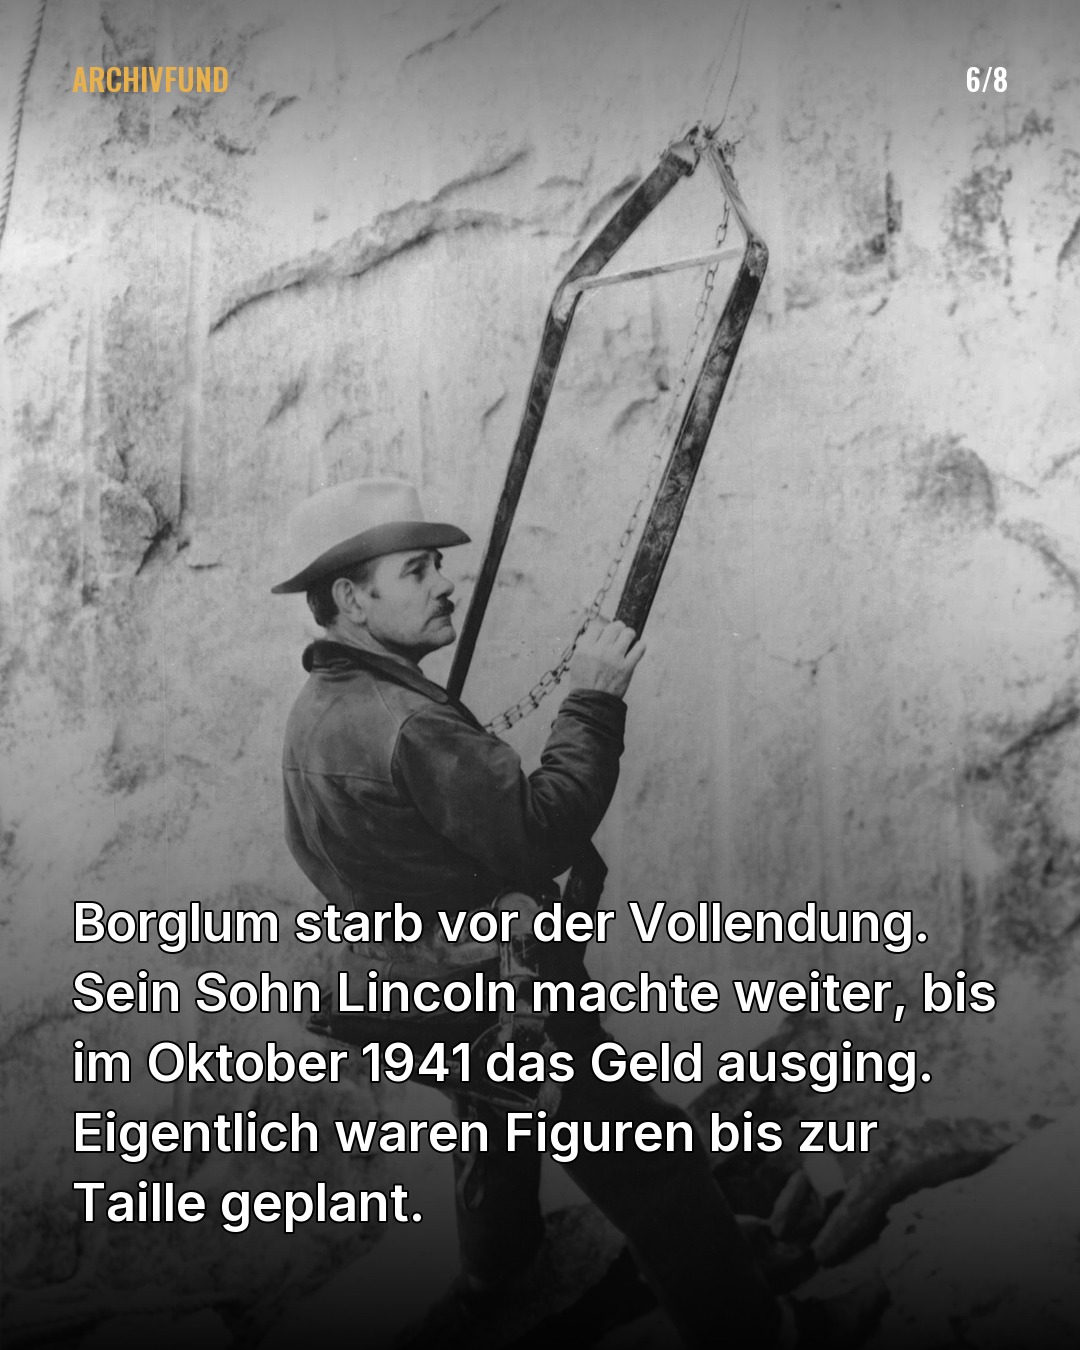 ARCHIVFUND
6/8
Borglum starb vor der Vollendung.
Sein Sohn Lincoln machte weiter, bis
im Oktober 1941 das Geld ausging.
Eigentlich waren Figuren bis zur
Taille geplant.